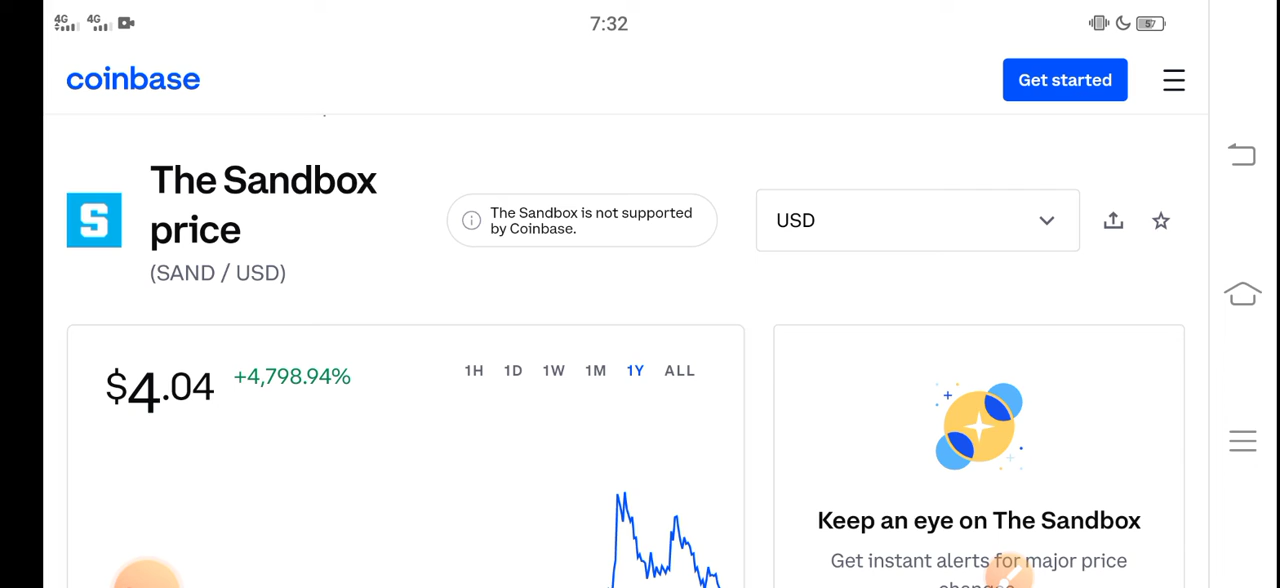 4G 4G 7:32 57
coinbase Get started
The Sandbox
price
(SAND / USD)
The Sandbox is not supported
by Coinbase.
USD
$4.04 +4,798.94%
1H 1D 1W 1M 1Y ALL
Keep an eye on The Sandbox
Get instant alerts for major price